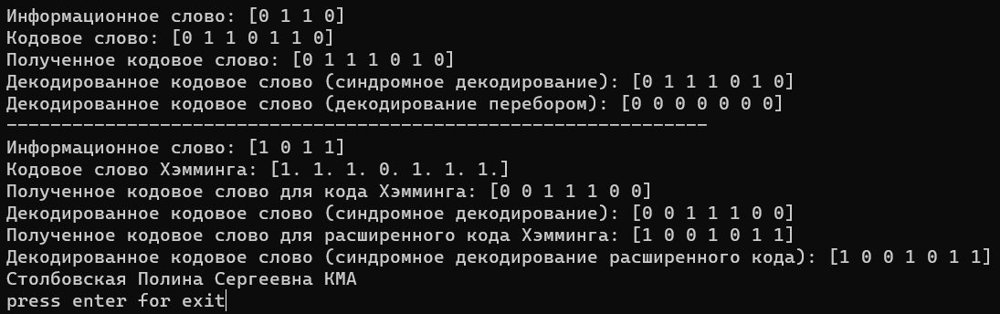 Информационное слово: [0 1 1 0]
Кодовое слово: [0 1 1 0 1 1 0]
Полученное кодовое слово: [0 1 1 1 0 1 0]
Декодированное кодовое слово (синдромное декодирование): [0 1 1 1 0 1 0]
Декодированное кодовое слово (декодирование перебором): [0 0 0 0 0 0 0]
----------------------------------------------------------------
Информационное слово: [1 0 1 1]
Кодовое слово Хэмминга: [1. 1. 1. 0. 1. 1. 1.]
Полученное кодовое слово для кода Хэмминга: [0 0 1 1 1 0 0]
Декодированное кодовое слово (синдромное декодирование): [0 0 1 1 1 0 0]
Полученное кодовое слово для расширенного кода Хэмминга: [1 0 0 1 0 1 1]
Декодированное кодовое слово (синдромное декодирование расширенного кода): [1 0 0 1 0 1 1]
Столбовская Полина Сергеевна КМА
press enter for exit